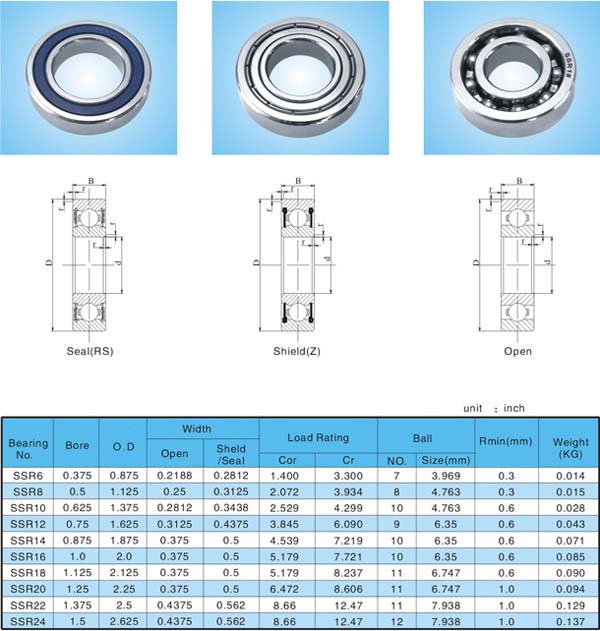 SSR18
B r B r B r
r r r
D r d D r d D r d
Seal(RS) Shield(Z) Open
unit : inch
Bearing No. Bore O.D Width Load Rating Ball Rmin(mm) Weight (KG)
Open Sheld /Seal Cor Cr NO. Size(mm)
SSR6 0.375 0.875 0.2188 0.2812 1.400 3.300 7 3.969 0.3 0.014
SSR8 0.5 1.125 0.25 0.3125 2.072 3.934 8 4.763 0.3 0.015
SSR10 0.625 1.375 0.2812 0.3438 2.529 4.299 10 4.763 0.6 0.028
SSR12 0.75 1.625 0.3125 0.4375 3.845 6.090 9 6.35 0.6 0.043
SSR14 0.875 1.875 0.375 0.5 4.539 7.219 10 6.35 0.6 0.071
SSR16 1.0 2.0 0.375 0.5 5.179 7.721 10 6.35 0.6 0.085
SSR18 1.125 2.125 0.375 0.5 5.179 8.237 11 6.747 0.6 0.090
SSR20 1.25 2.25 0.375 0.5 6.472 8.606 11 6.747 1.0 0.094
SSR22 1.375 2.5 0.4375 0.562 8.66 12.47 11 7.938 1.0 0.129
SSR24 1.5 2.625 0.4375 0.562 8.66 12.47 12 7.938 1.0 0.137